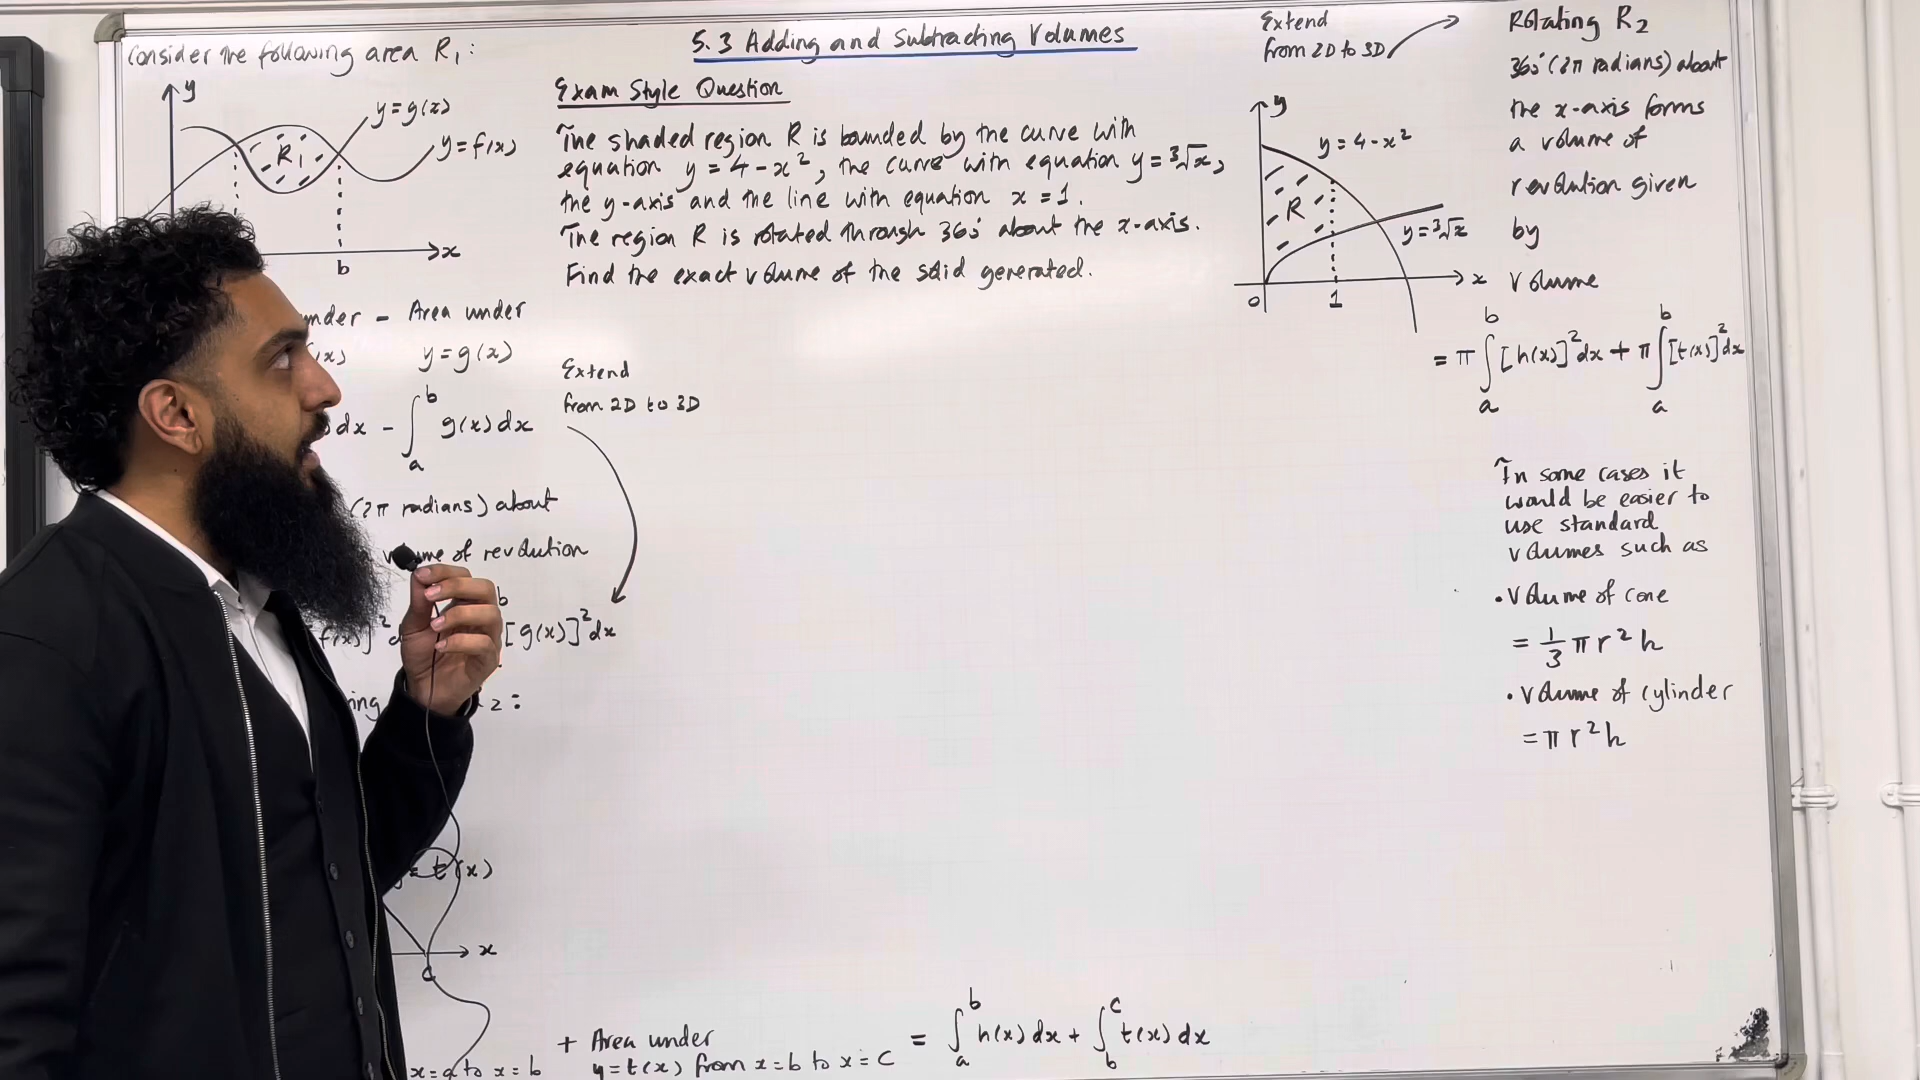 5.3 Adding and Subtracting Volumes
Consider the following area R₁:
y
y = g(x)
y = f(x)
R₁
b
x
under - Area under
(x) y = g(x)
dx - ∫ₐᵇ g(x) dx
Extend
from 2D to 3D
(2π radians) about
volume of revolution
b
f(x)]² [g(x)]² dx
2 :
t(x)
x
c
x = a to x = b
+ Area under
y = t(x) from x = b to x = c
= ∫ₐᵇ h(x) dx + ∫_b^c t(x) dx
Exam Style Question
The shaded region R is bounded by the curve with
equation y = 4 - x², the curve with equation y = ³√x,
the y-axis and the line with equation x = 1.
The region R is rotated through 360° about the x-axis.
Find the exact volume of the solid generated.
Extend
from 2D to 3D
y
y = 4 - x²
R
y = ³√x
x
0
1
Rotating R₂
360° (2π radians) about
the x-axis forms
a volume of
revolution given
by
Volume
= π ∫ₐᵇ [h(x)]² dx + π ∫ₐᵇ [t(x)]² dx
In some cases it
would be easier to
use standard
volumes such as
• Volume of cone
= 1/3 π r² h
• Volume of cylinder
= π r² h